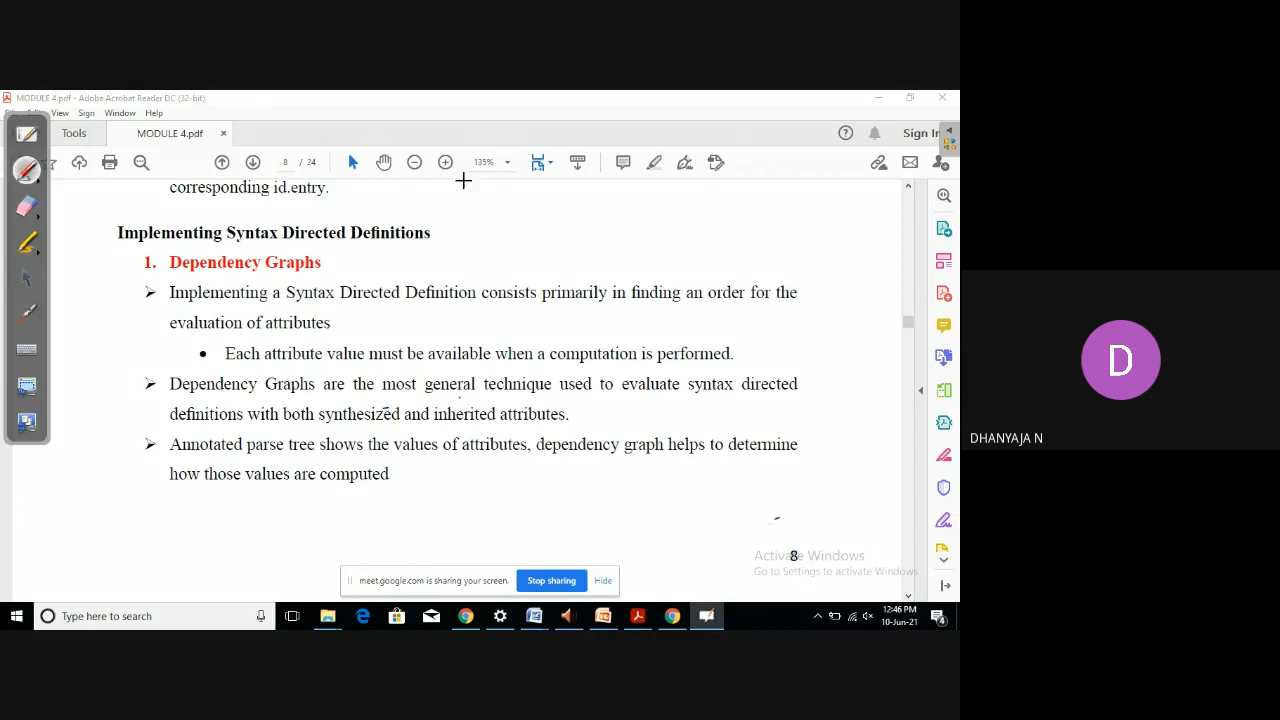 MODULE 4.pdf - Adobe Acrobat Reader DC (32-bit)
View Sign Window Help
Tools MODULE 4.pdf × Sign In
8 / 24 135%
corresponding id.entry.
Implementing Syntax Directed Definitions
1. Dependency Graphs
➢ Implementing a Syntax Directed Definition consists primarily in finding an order for the
evaluation of attributes
• Each attribute value must be available when a computation is performed.
➢ Dependency Graphs are the most general technique used to evaluate syntax directed
definitions with both synthesized and inherited attributes.
➢ Annotated parse tree shows the values of attributes, dependency graph helps to determine
how those values are computed
8
Activate Windows
Go to Settings to activate Windows.
meet.google.com is sharing your screen. Stop sharing Hide
Type here to search
12:46 PM
10-Jun-21
4
D
DHANYAJA N